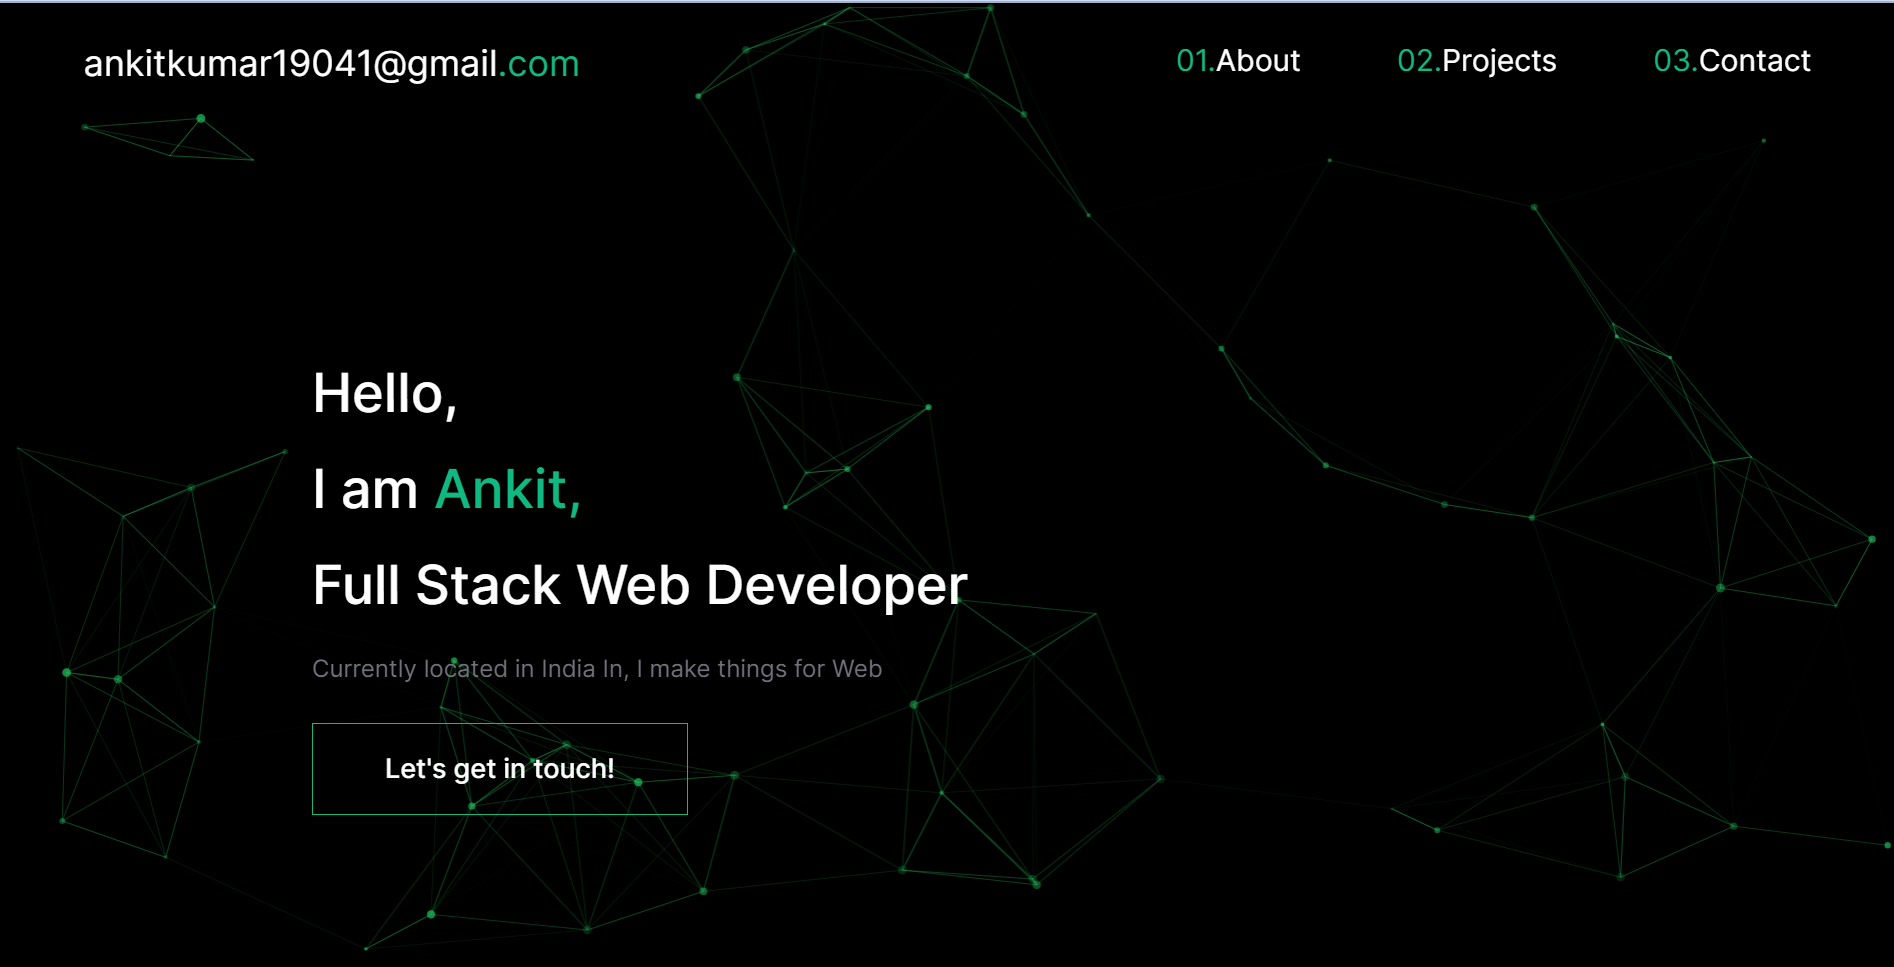 ankitkumar19041@gmail.com
01.About 02.Projects 03.Contact
Hello,
I am Ankit,
Full Stack Web Developer
Currently located in India In, I make things for Web
Let's get in touch!